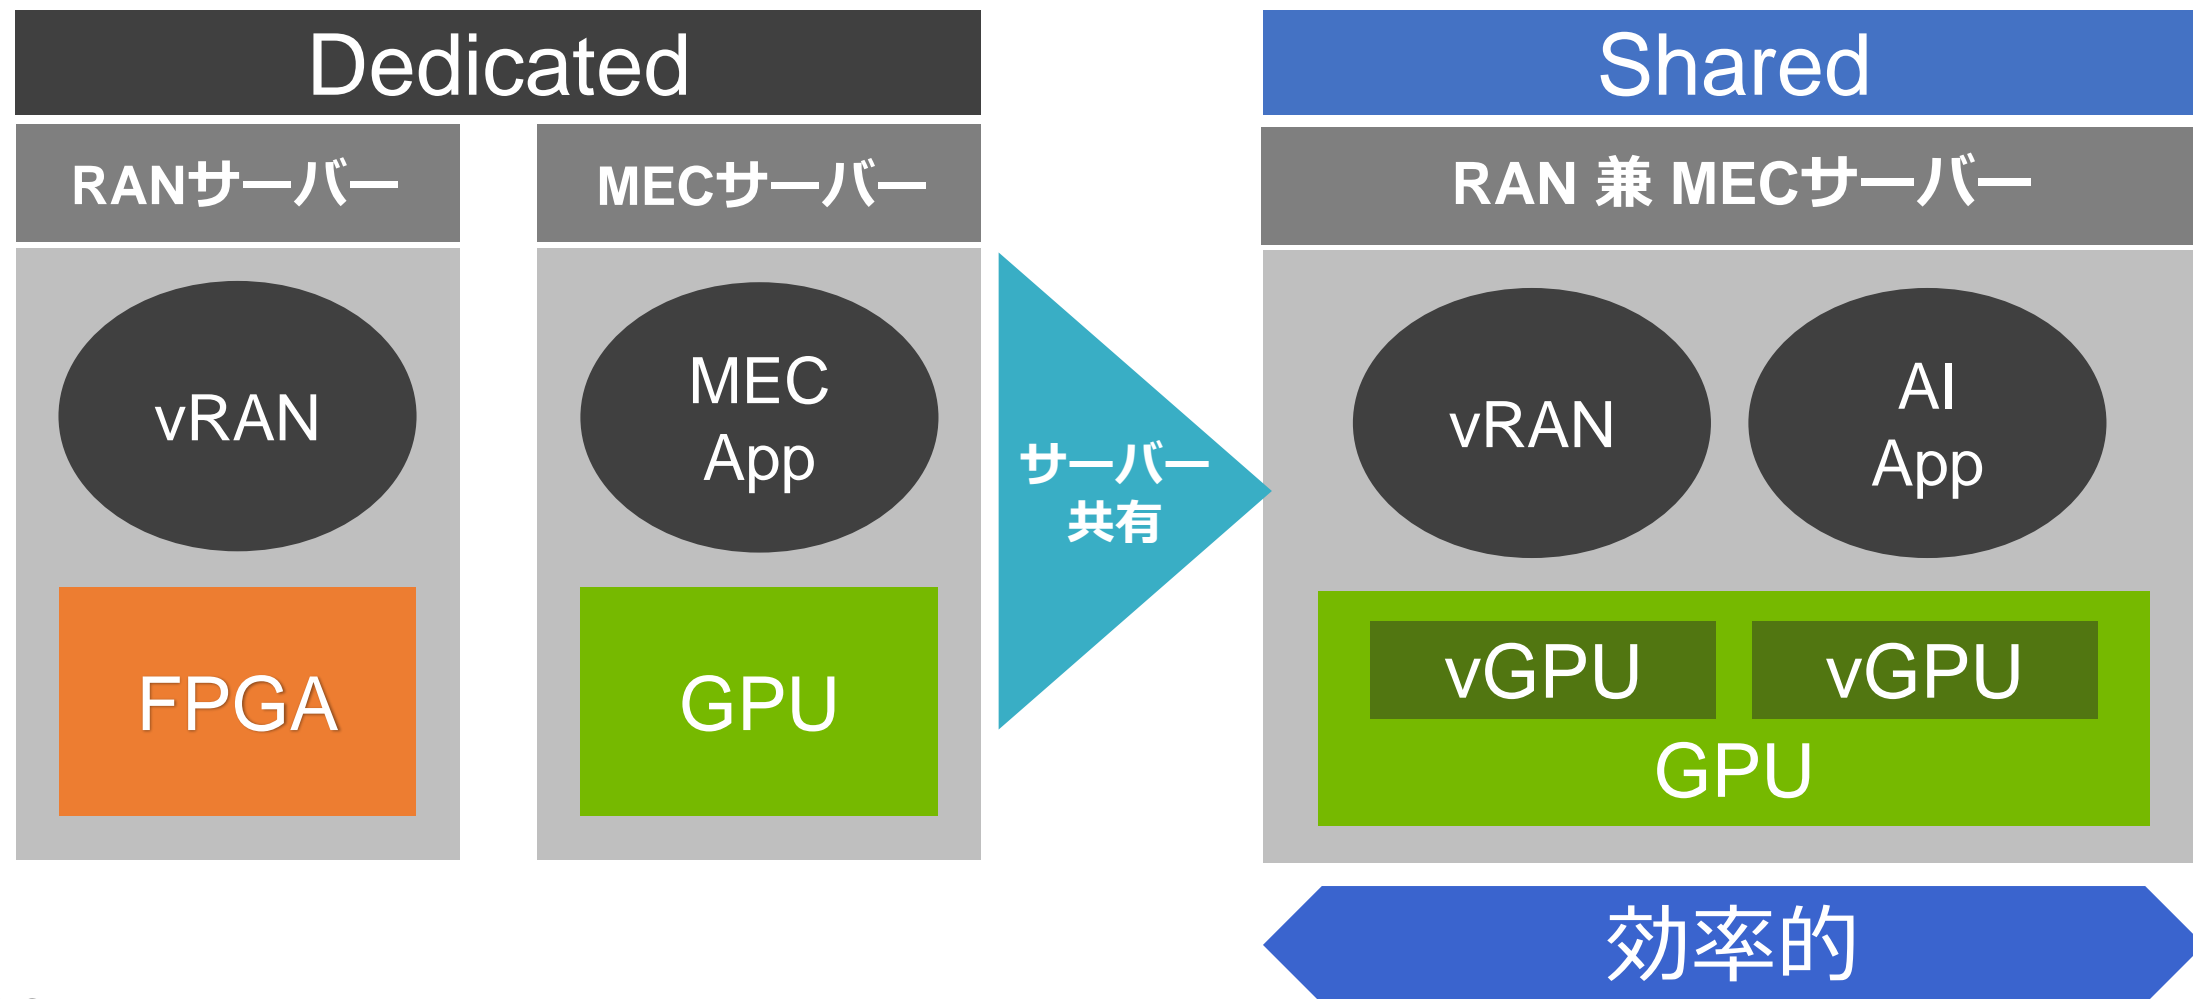 Dedicated
RANサーバー
vRAN
FPGA
MECサーバー
MEC
App
GPU
サーバー
共有
Shared
RAN 兼 MECサーバー
vRAN
AI
App
vGPU
vGPU
GPU
効率的